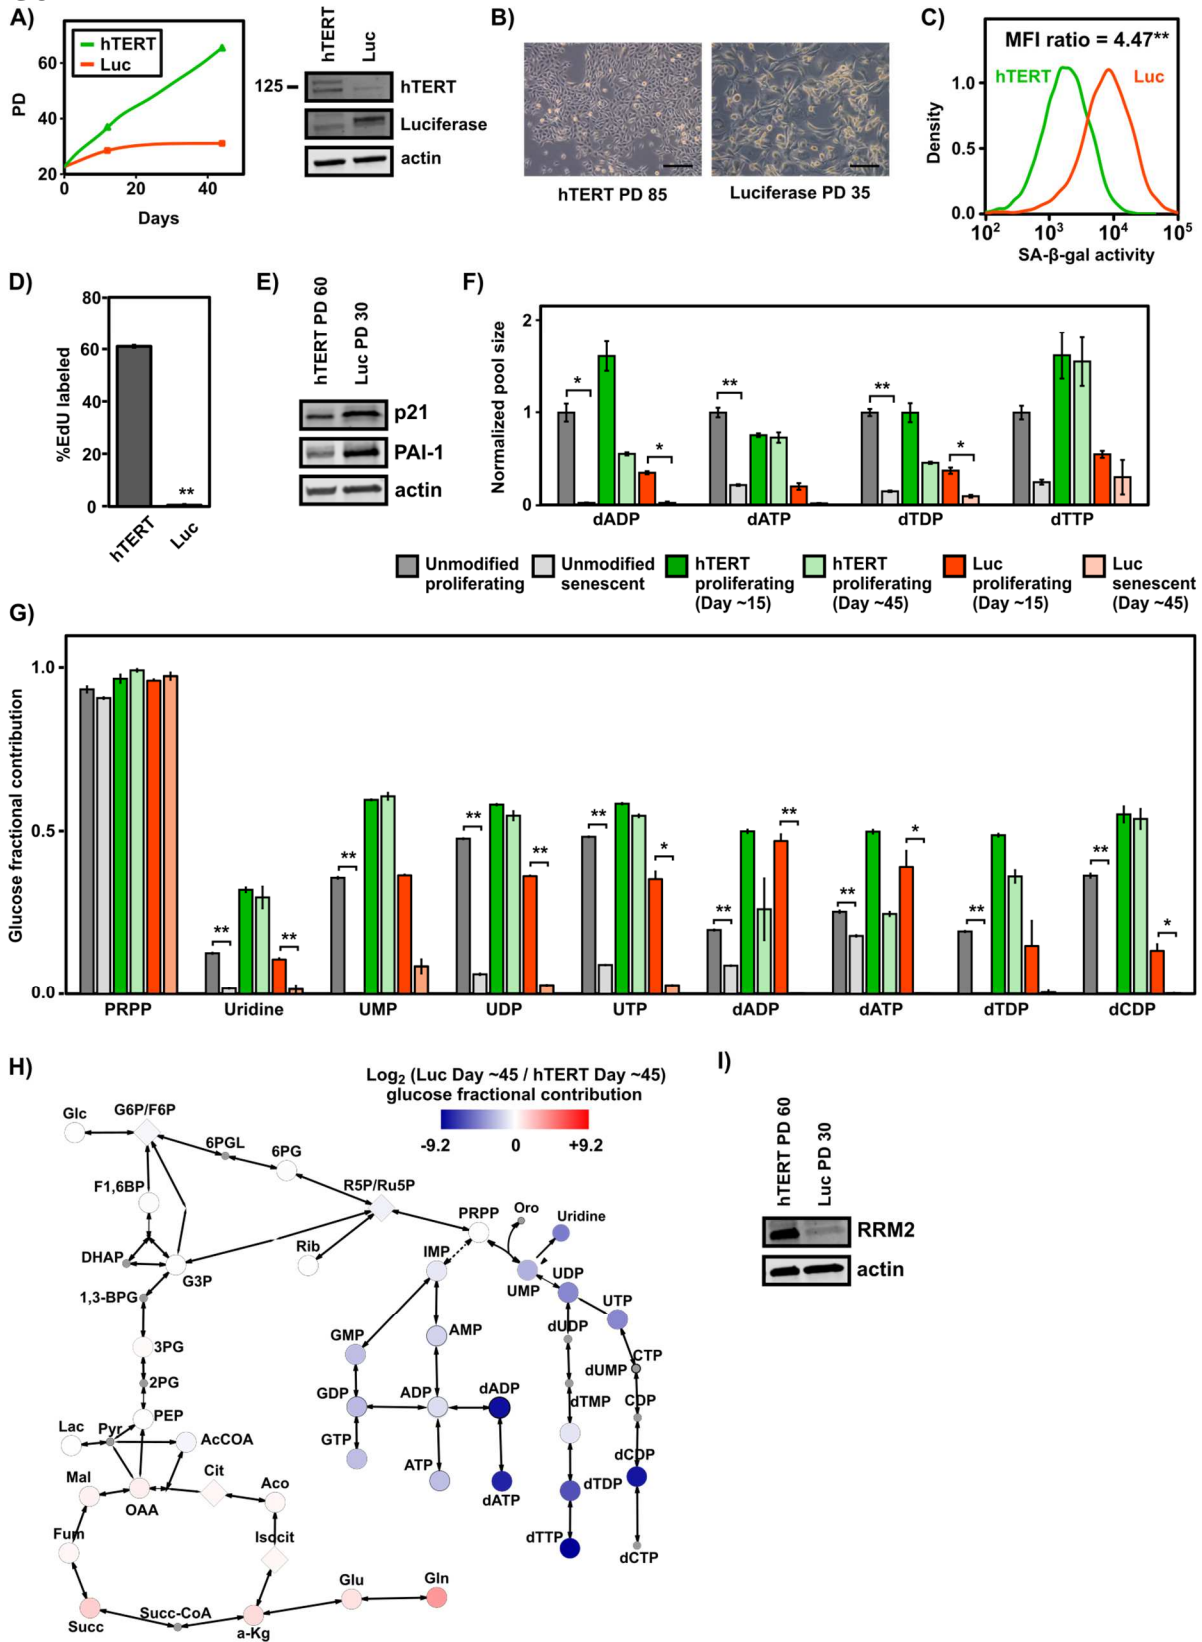 A)
hTERT
Luc
PD
60
40
20
0
20
40
Days
hTERT
Luc
125
hTERT
Luciferase
actin
B)
hTERT PD 85
Luciferase PD 35
C)
MFI ratio = 4.47**
hTERT
Luc
Density
1.0
0.5
0.0
10²
10³
10⁴
10⁵
SA-β-gal activity
D)
%EdU labeled
80
60
40
20
0
**
hTERT
Luc
E)
hTERT PD 60
Luc PD 30
p21
PAI-1
actin
F)
Normalized pool size
2
1
0
*
*
**
**
*
dADP
dATP
dTDP
dTTP
Unmodified proliferating
Unmodified senescent
hTERT proliferating (Day ~15)
hTERT proliferating (Day ~45)
Luc proliferating (Day ~15)
Luc senescent (Day ~45)
G)
Glucose fractional contribution
1.0
0.5
0.0
**
**
**
**
**
**
*
**
**
**
*
**
**
*
PRPP
Uridine
UMP
UDP
UTP
dADP
dATP
dTDP
dCDP
H)
Log₂ (Luc Day ~45 / hTERT Day ~45)
glucose fractional contribution
-9.2
0
+9.2
Glc
G6P/F6P
6PGL
6PG
R5P/Ru5P
F1,6BP
DHAP
G3P
Rib
PRPP
Oro
Uridine
IMP
UMP
UDP
UTP
1,3-BPG
3PG
2PG
PEP
GMP
AMP
dUDP
dUMP
CTP
GDP
ADP
dADP
dTMP
CDP
Lac
Pyr
AcCOA
GTP
ATP
dATP
dTDP
dCDP
Mal
OAA
Cit
Aco
dTTP
dCTP
Fum
Isocit
Succ
Succ-CoA
a-Kg
Glu
Gln
I)
hTERT PD 60
Luc PD 30
RRM2
actin